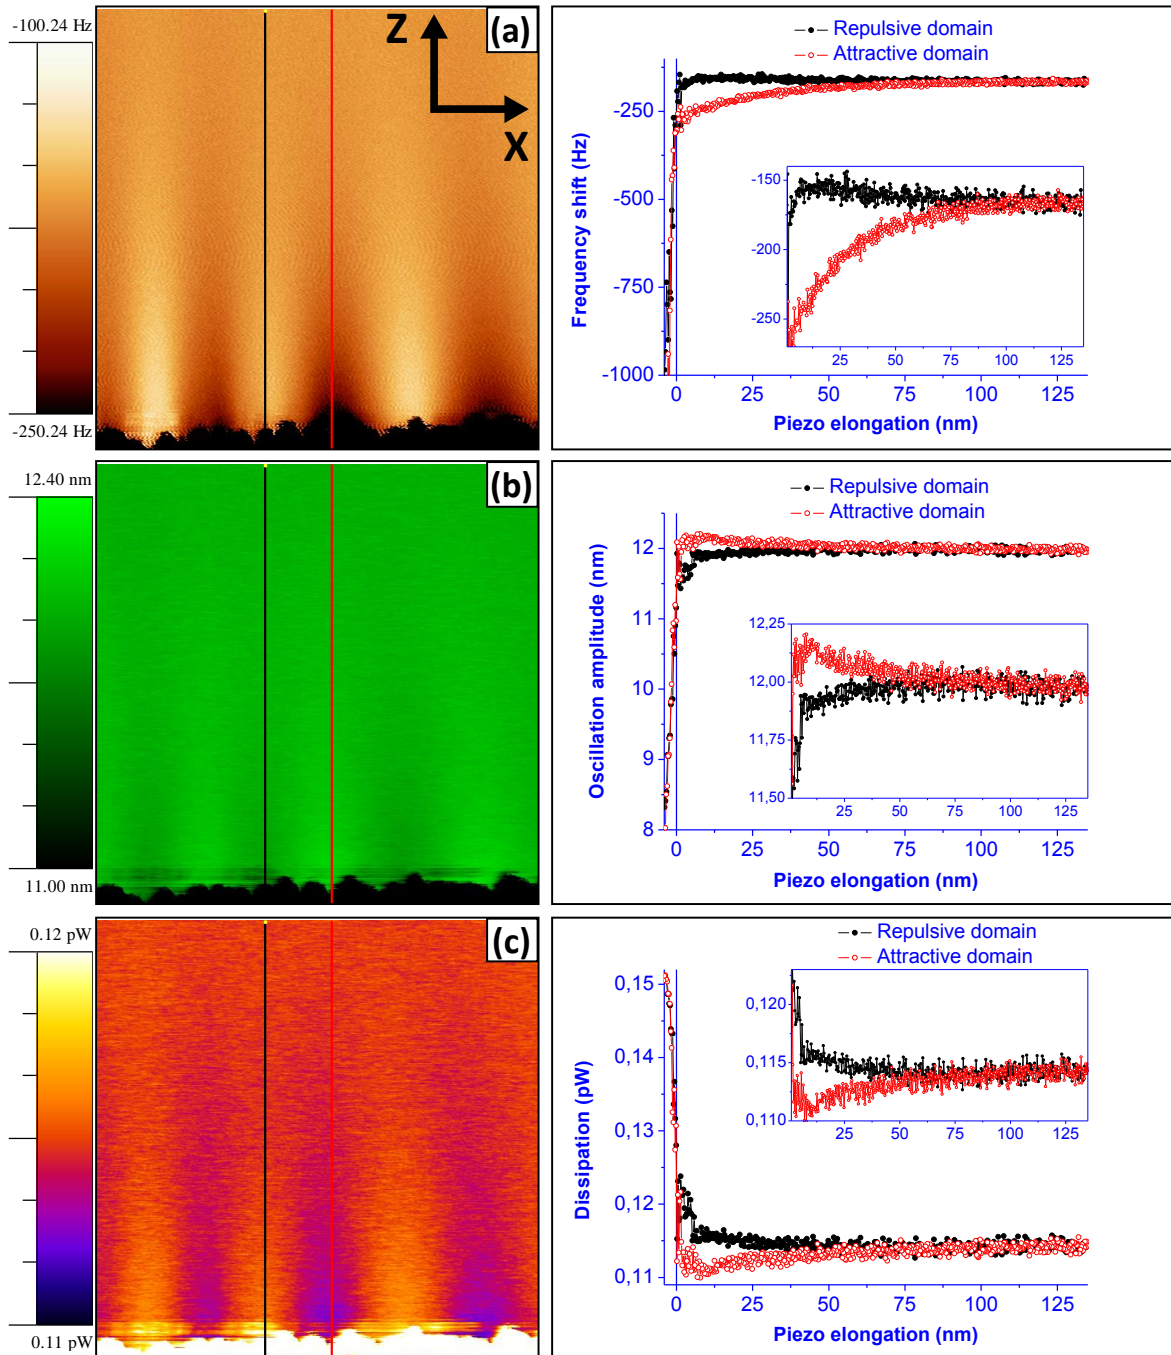 -100.24 Hz
-250.24 Hz
Z
X
(a)
Repulsive domain
Attractive domain
Frequency shift (Hz)
-250
-500
-750
-1000
0
25
50
75
100
125
Piezo elongation (nm)
-150
-200
-250
25
50
75
100
125
12.40 nm
11.00 nm
(b)
Repulsive domain
Attractive domain
Oscillation amplitude (nm)
12
11
10
9
8
0
25
50
75
100
125
Piezo elongation (nm)
12,25
12,00
11,75
11,50
25
50
75
100
125
0.12 pW
0.11 pW
(c)
Repulsive domain
Attractive domain
Dissipation (pW)
0,15
0,14
0,13
0,12
0,11
0
25
50
75
100
125
Piezo elongation (nm)
0,120
0,115
0,110
25
50
75
100
125